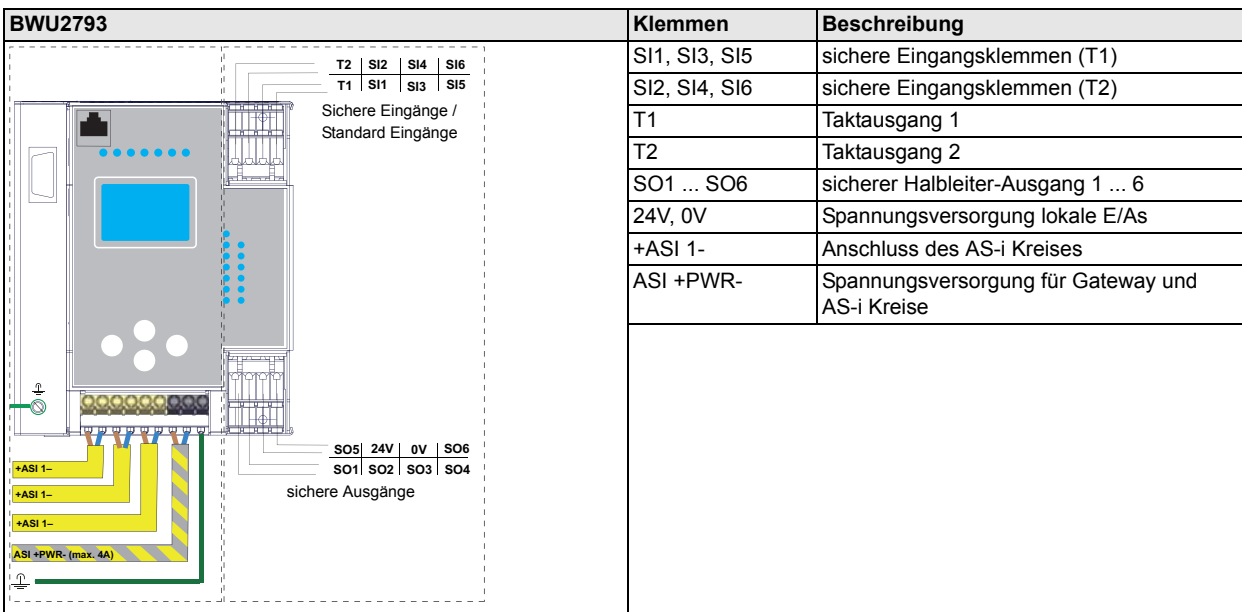 BWU2793
T2 SI2 SI4 SI6
T1 SI1 SI3 SI5
Sichere Eingänge /
Standard Eingänge
SO5 24V 0V SO6
SO1 SO2 SO3 SO4
sichere Ausgänge
+ASI 1–
+ASI 1–
+ASI 1–
ASI +PWR- (max. 4A)
Klemmen Beschreibung
SI1, SI3, SI5 sichere Eingangsklemmen (T1)
SI2, SI4, SI6 sichere Eingangsklemmen (T2)
T1 Taktausgang 1
T2 Taktausgang 2
SO1 ... SO6 sicherer Halbleiter-Ausgang 1 ... 6
24V, 0V Spannungsversorgung lokale E/As
+ASI 1- Anschluss des AS-i Kreises
ASI +PWR- Spannungsversorgung für Gateway und
AS-i Kreise